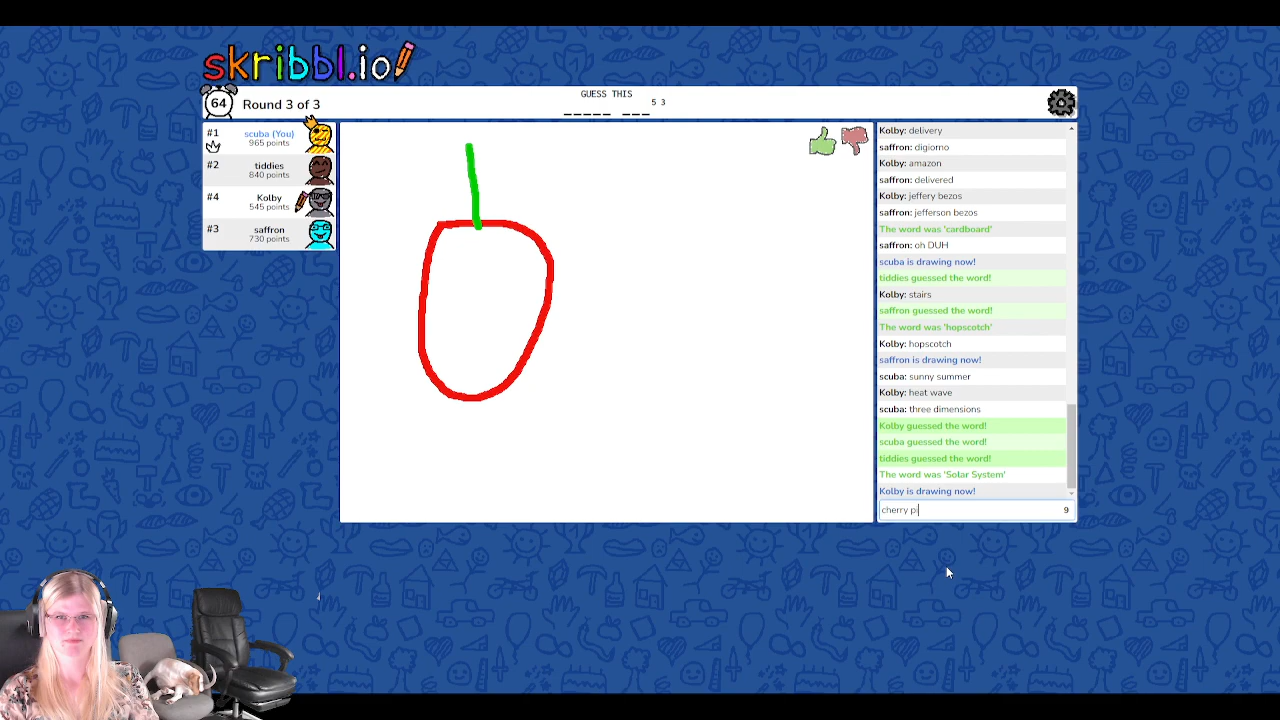 skribbl.io
64
Round 3 of 3
GUESS THIS
_____ ___ 5 3
#1 scuba (You)
965 points
#2 tiddies
840 points
#4 Kolby
545 points
#3 saffron
730 points
Kolby: delivery
saffron: digiorno
Kolby: amazon
saffron: delivered
Kolby: jeffery bezos
saffron: jefferson bezos
The word was 'cardboard'
saffron: oh DUH
scuba is drawing now!
tiddies guessed the word!
Kolby: stairs
saffron guessed the word!
The word was 'hopscotch'
Kolby: hopscotch
saffron is drawing now!
scuba: sunny summer
Kolby: heat wave
scuba: three dimensions
Kolby guessed the word!
scuba guessed the word!
tiddies guessed the word!
The word was 'Solar System'
Kolby is drawing now!
cherry pi 9